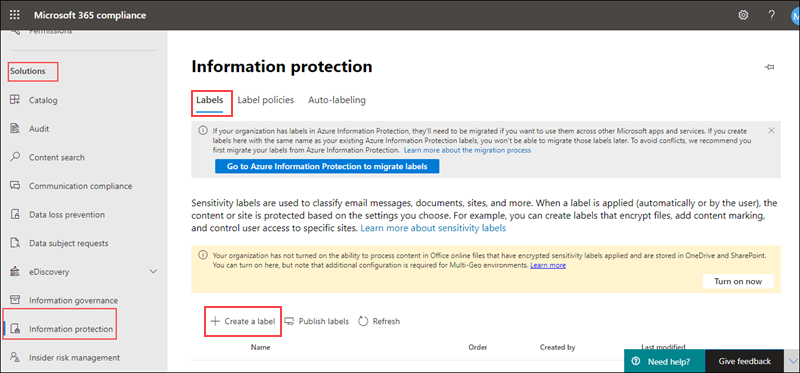 Microsoft 365 compliance
?
M
Permissions
Solutions
Catalog
Audit
Content search
Communication compliance
Data loss prevention
Data subject requests
eDiscovery
Information governance
Information protection
Insider risk management
Information protection
Labels Label policies Auto-labeling
If your organization has labels in Azure Information Protection, they'll need to be migrated if you want to use them across other Microsoft apps and services. If you create
labels here with the same name as your existing Azure Information Protection labels, you won't be able to migrate those labels later. To avoid conflicts, we recommend you
first migrate your labels from Azure Information Protection. Learn more about the migration process
Go to Azure Information Protection to migrate labels
Sensitivity labels are used to classify email messages, documents, sites, and more. When a label is applied (automatically or by the user), the
content or site is protected based on the settings you choose. For example, you can create labels that encrypt files, add content marking,
and control user access to specific sites. Learn more about sensitivity labels
Your organization has not turned on the ability to process content in Office online files that have encrypted sensitivity labels applied and are stored in OneDrive and SharePoint.
You can turn on here, but note that additional configuration is required for Multi-Geo environments. Learn more
Turn on now
Create a label Publish labels Refresh
Name Order Created by Last modified
Need help? Give feedback